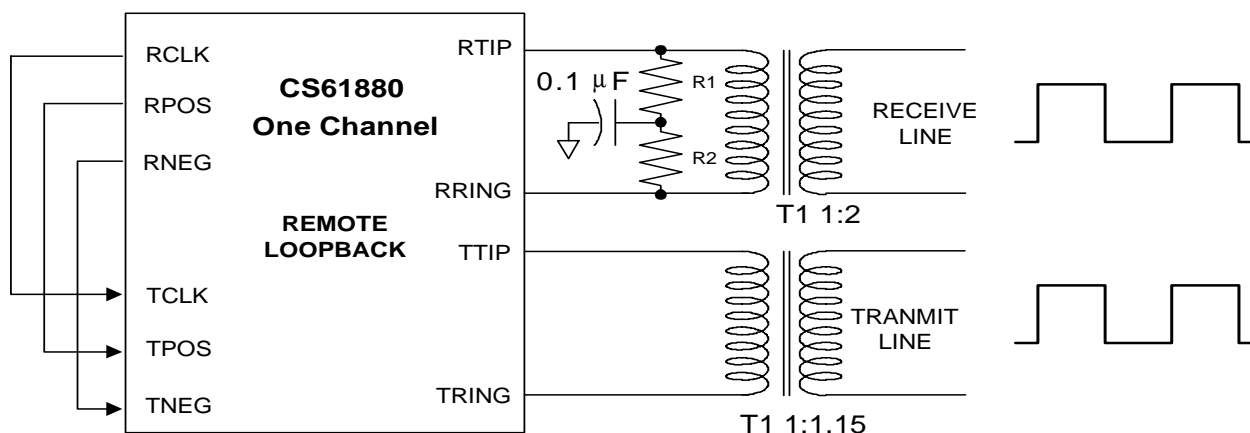 RCLK
RPOS
RNEG
TCLK
TPOS
TNEG
CS61880
One Channel
REMOTE
LOOPBACK
RTIP
RRING
TTIP
TRING
0.1 μF
R1
R2
RECEIVE
LINE
T1 1:2
TRANMIT
LINE
T1 1:1.15